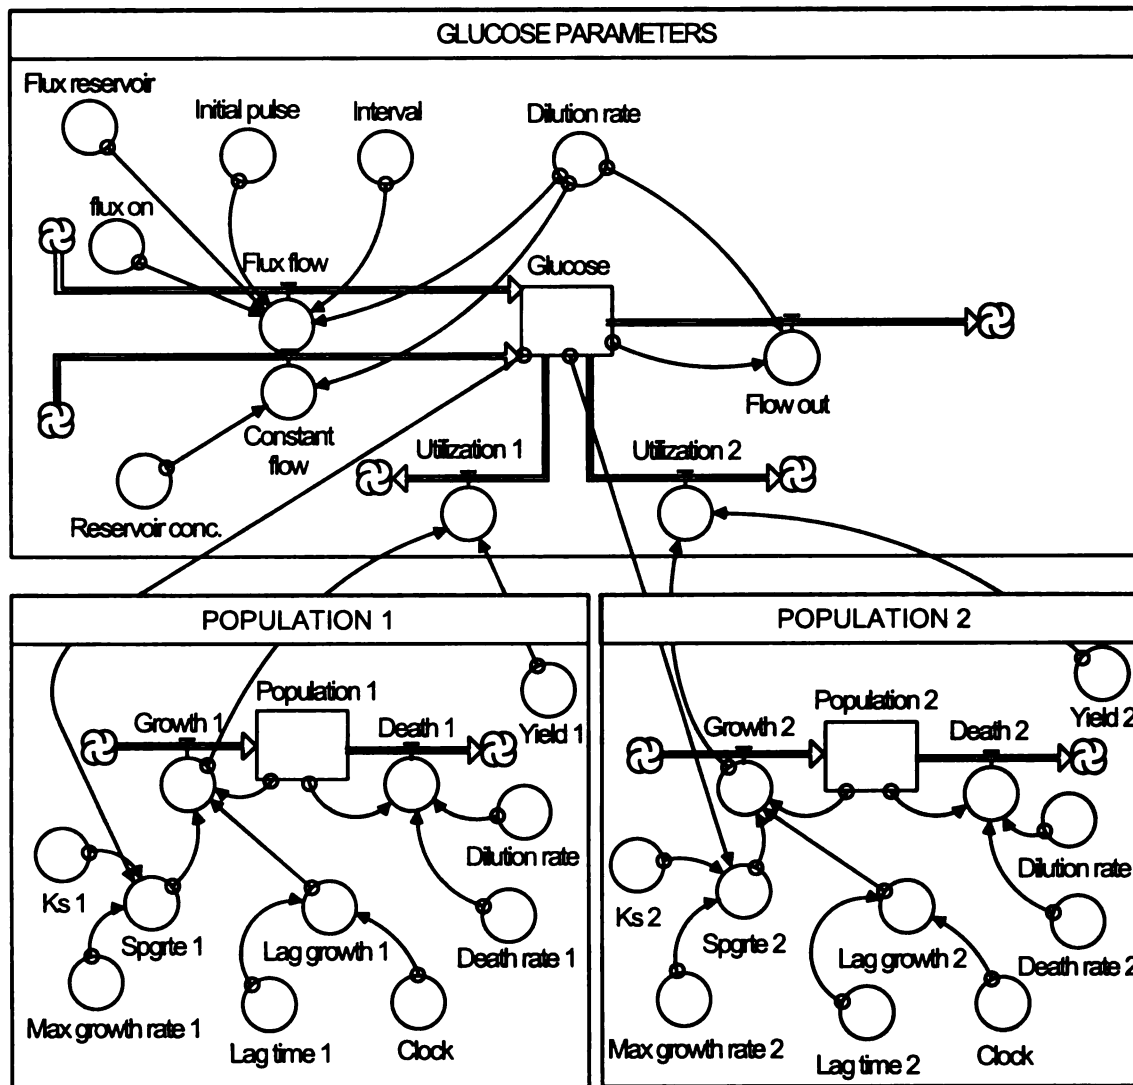 GLUCOSE PARAMETERS
Flux reservoir
Initial pulse
Interval
Dilution rate
flux on
Flux flow
Glucose
Constant
flow
Flow out
Utilization 1
Utilization 2
Reservoir conc.
POPULATION 1
Population 1
Growth 1
Death 1
Yield 1
Dilution rate
Ks 1
Spgrte 1
Lag growth 1
Death rate 1
Max growth rate 1
Lag time 1
Clock
POPULATION 2
Population 2
Growth 2
Death 2
Yield 2
Dilution rate
Ks 2
Spgrte 2
Lag growth 2
Death rate 2
Max growth rate 2
Lag time 2
Clock